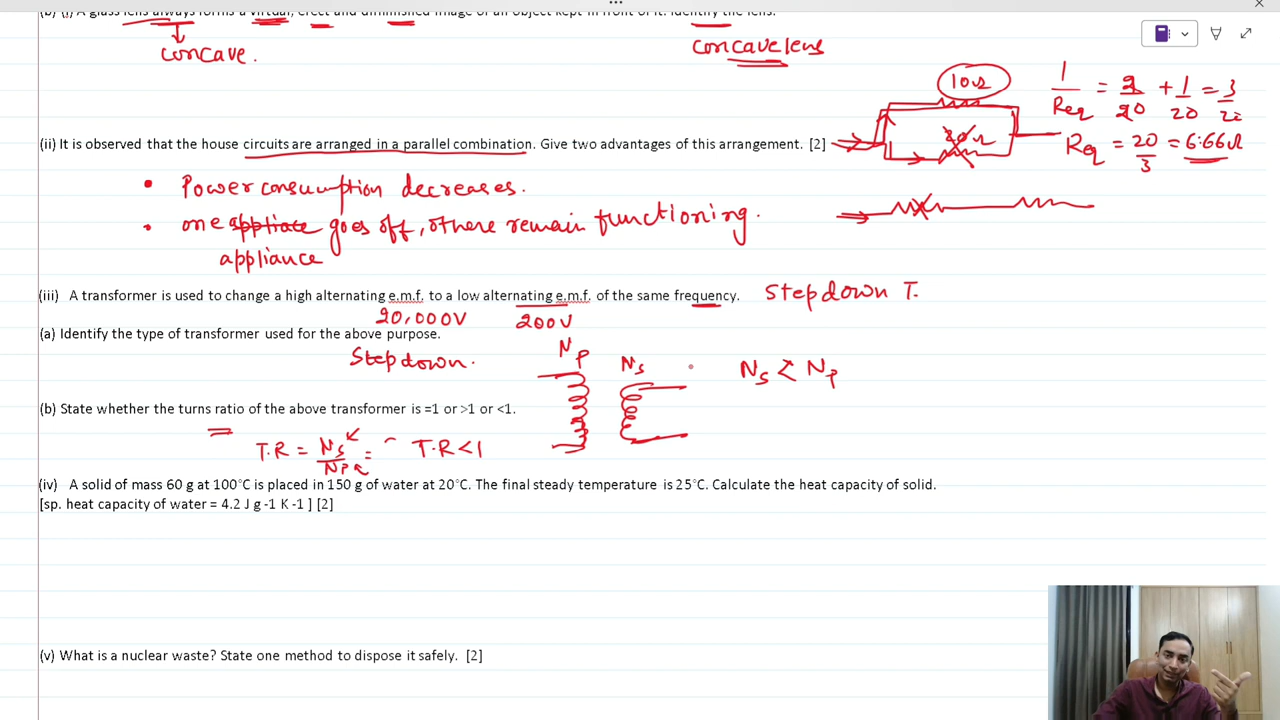 (b) (i) A glass lens always forms a virtual, erect and diminished image of an object kept in front of it. Identify the lens.
concave.
concave lens
(ii) It is observed that the house circuits are arranged in a parallel combination. Give two advantages of this arrangement. [2]
10Ω
20Ω
1/Req = 2/20 + 1/20 = 3/20
Req = 20/3 = 6.66Ω
• Power consumption decreases.
• one appliance goes off, others remain functioning.
appliance
(iii) A transformer is used to change a high alternating e.m.f. to a low alternating e.m.f. of the same frequency. Step down T.
20,000V 200V
(a) Identify the type of transformer used for the above purpose.
Step down.
Np Ns Ns < Np
(b) State whether the turns ratio of the above transformer is =1 or >1 or <1.
T.R = Ns/Np = T.R < 1
(iv) A solid of mass 60 g at 100°C is placed in 150 g of water at 20°C. The final steady temperature is 25°C. Calculate the heat capacity of solid.
[sp. heat capacity of water = 4.2 J g -1 K -1 ] [2]
(v) What is a nuclear waste? State one method to dispose it safely. [2]